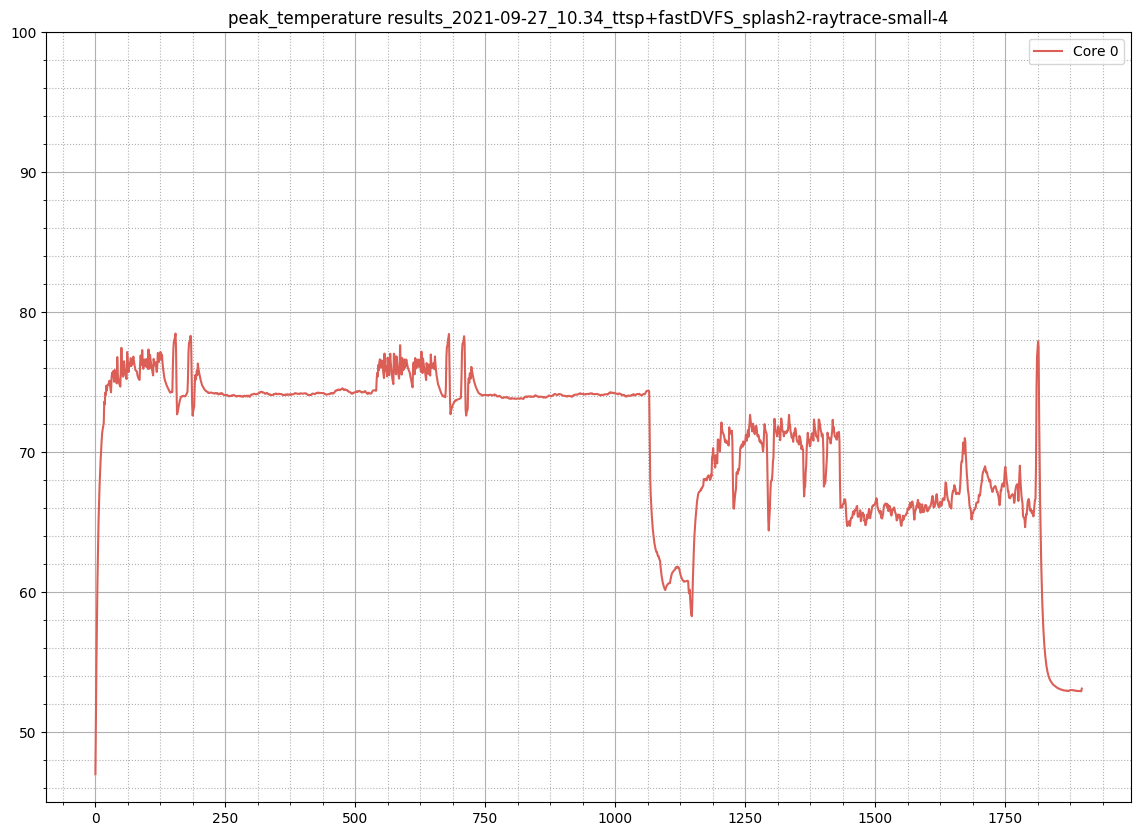 peak_temperature results_2021-09-27_10.34_ttsp+fastDVFS_splash2-raytrace-small-4
Core 0
100
90
80
70
60
50
0 250 500 750 1000 1250 1500 1750